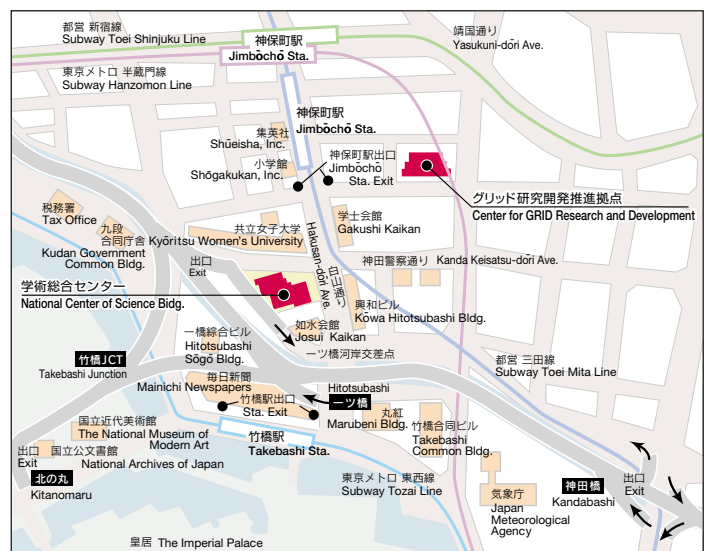 都営 新宿線
Subway Toei Shinjuku Line
神保町駅
Jimbōchō Sta.
靖国通り
Yasukuni-dōri Ave.
東京メトロ 半蔵門線
Subway Hanzomon Line
神保町駅
Jimbōchō Sta.
集英社
Shūeisha, Inc.
小学館
Shōgakukan, Inc.
神保町駅出口
Jimbōchō
Sta. Exit
グリッド研究開発推進拠点
Center for GRID Research and Development
税務署
Tax Office
九段
合同庁舎
Kudan Government
Common Bldg.
共立女子大学
Kyōritsu Women's University
学士会館
Gakushi Kaikan
出口
Exit
白山通り
Hakusan-dōri Ave.
神田警察通り Kanda Keisatsu-dōri Ave.
学術総合センター
National Center of Science Bidg.
興和ビル
Kōwa Hitotsubashi Bldg.
如水会館
Josui Kaikan
一橋綜合ビル
Hitotsubashi
Sōgō Bldg.
一ツ橋河岸交差点
都営 三田線
Subway Toei Mita Line
竹橋JCT
Takebashi Junction
毎日新聞
Mainichi Newspapers
Hitotsubashi
一ツ橋
竹橋駅出口
Sta. Exit
丸紅
Marubeni Bldg.
竹橋合同ビル
Takebashi
Common Bldg.
国立近代美術館
The National Museum of
Modern Art
竹橋駅
Takebashi Sta.
出口
Exit
国立公文書館
National Archives of Japan
北の丸
Kitanomaru
東京メトロ 東西線
Subway Tozai Line
気象庁
Japan
Meteorological
Agency
神田橋
Kandabashi
出口
Exit
皇居 The Imperial Palace